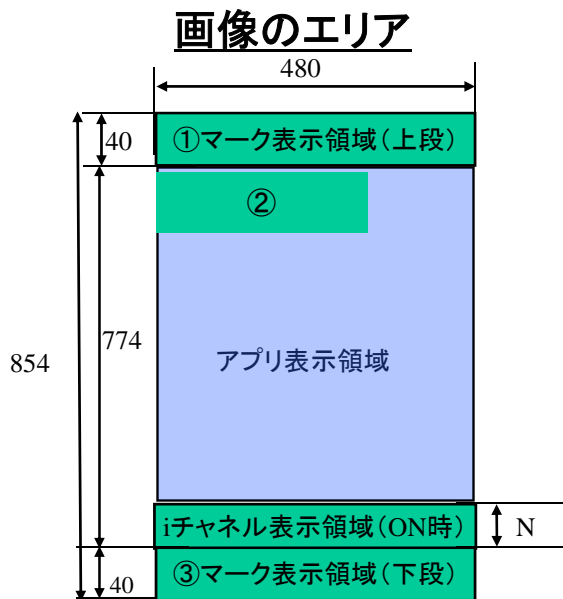 画像のエリア
480
40
①マーク表示領域(上段)
②
774
854
アプリ表示領域
iチャネル表示領域(ON時)
N
40
③マーク表示領域(下段)